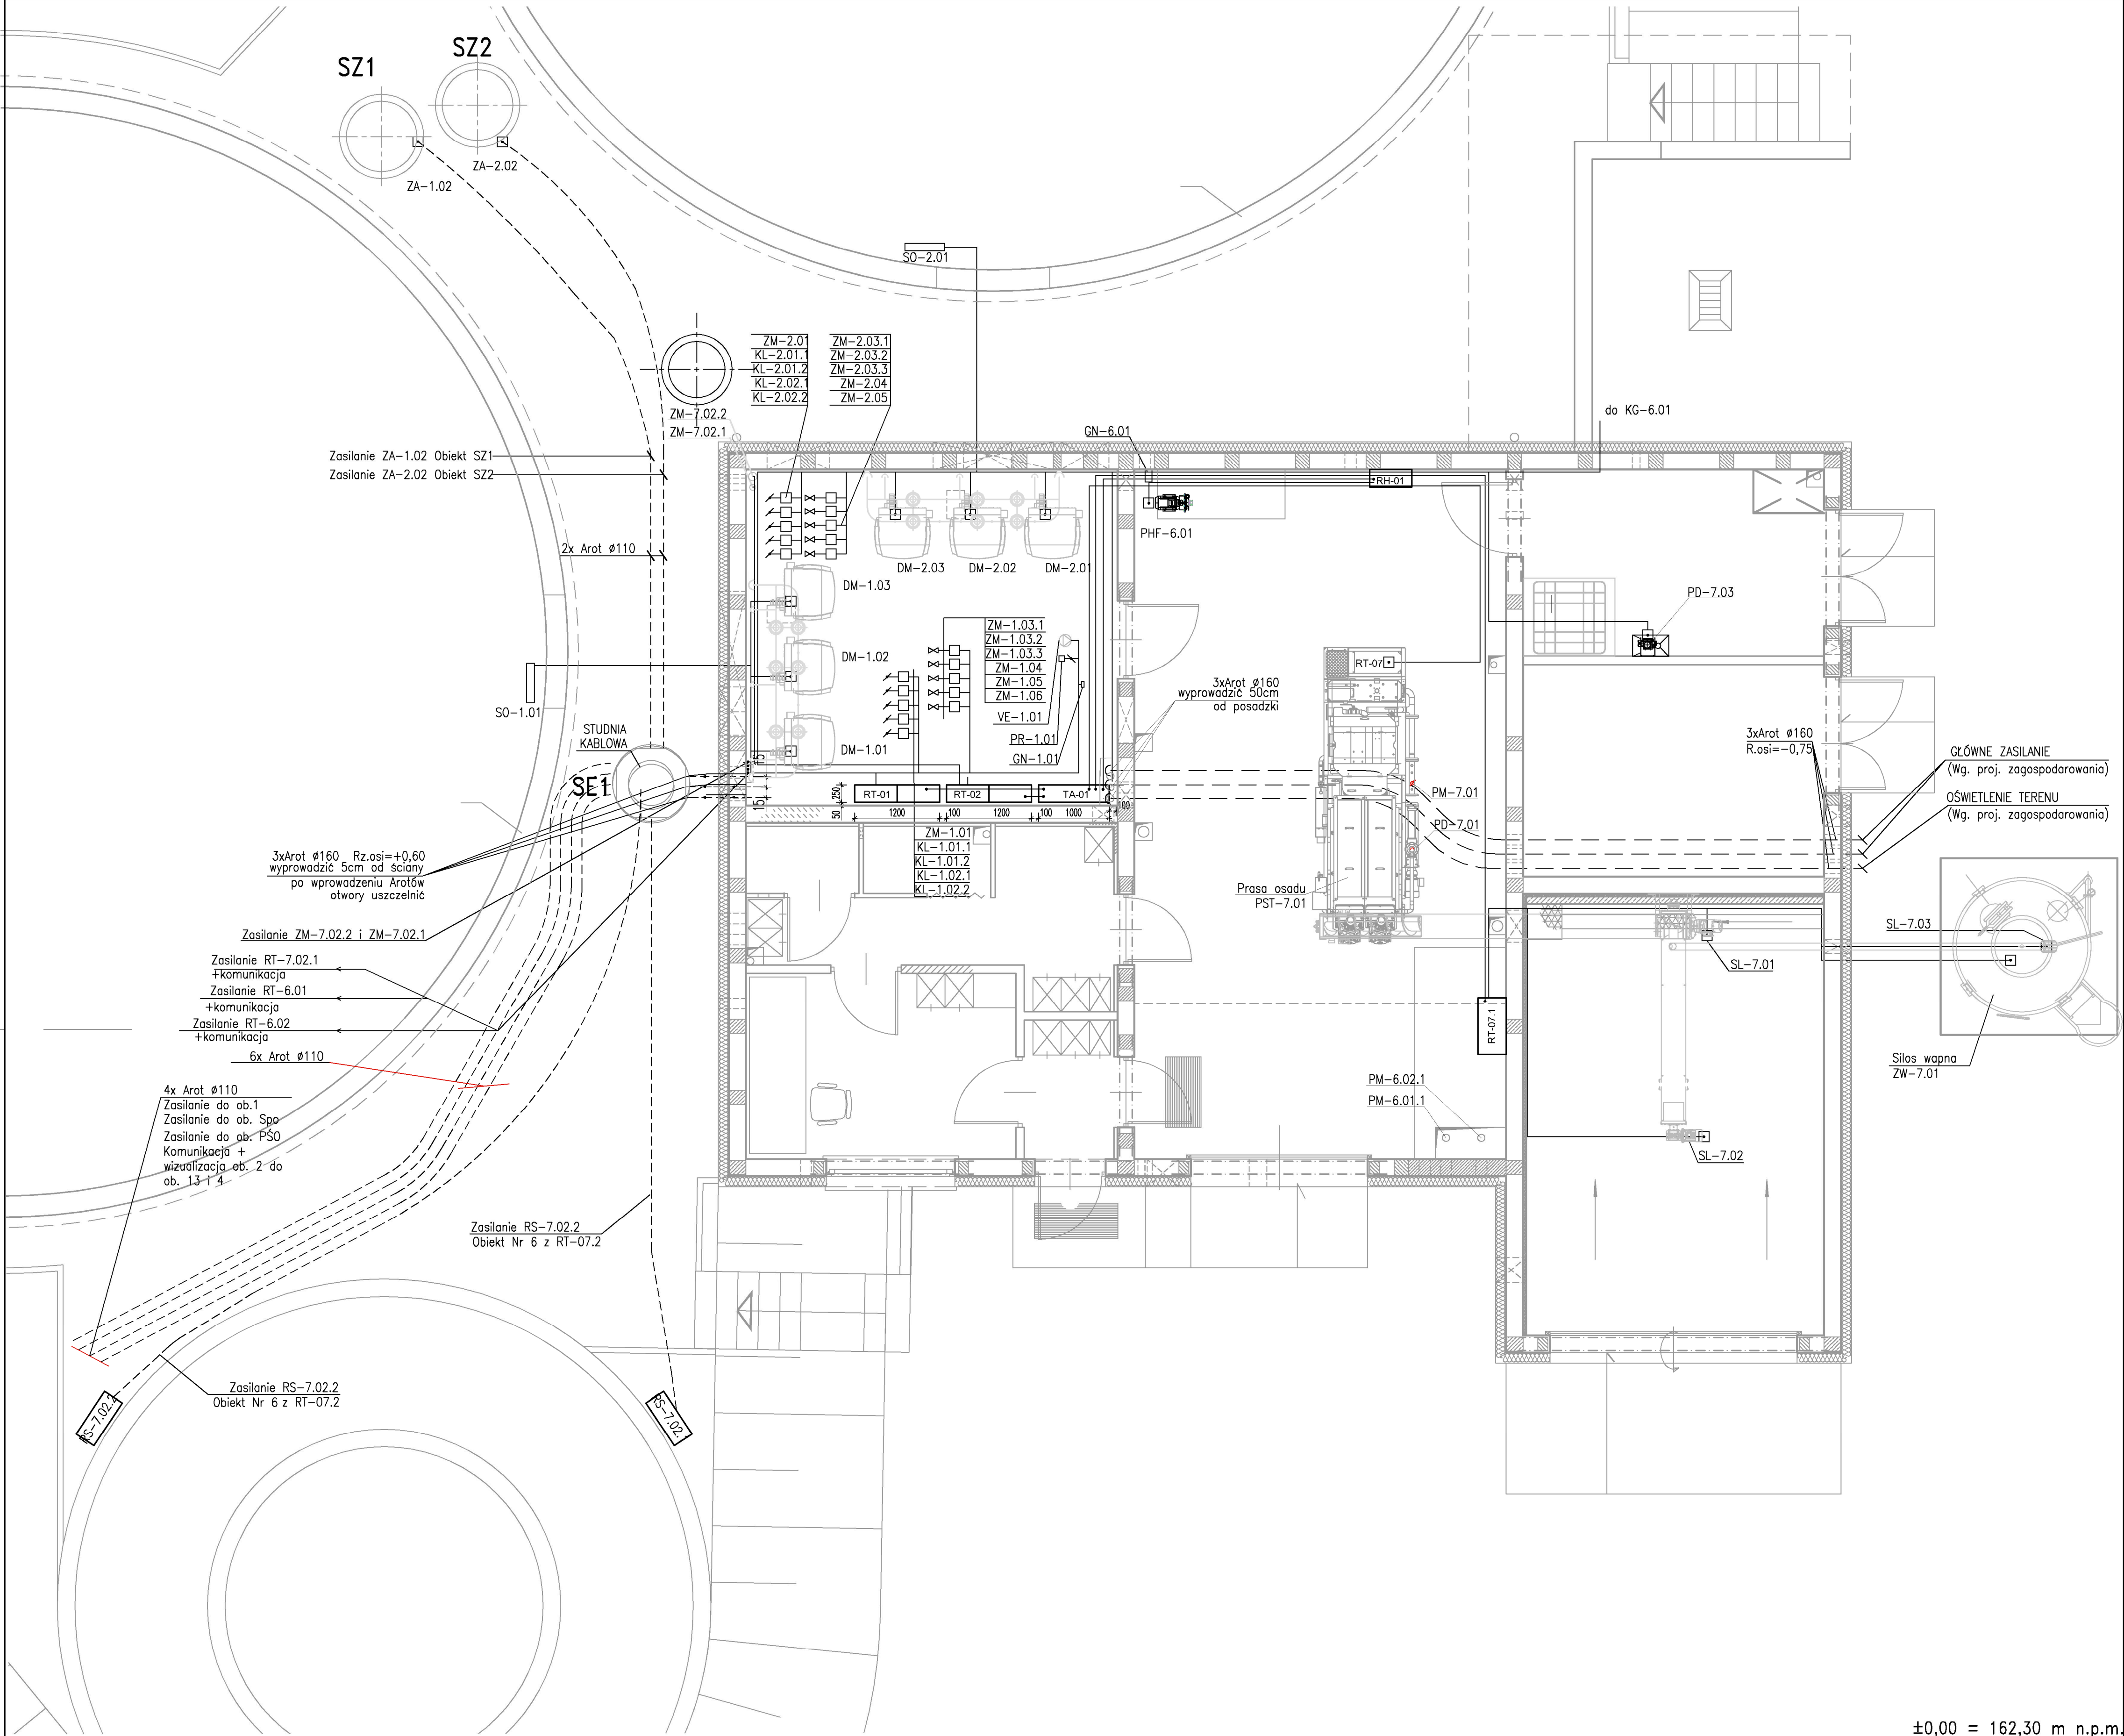 SZ1
SZ2
ZA-1.02
ZA-2.02
SO-2.01
ZM-2.01
KL-2.01.1
KL-2.01.2
KL-2.02.1
KL-2.02.2
ZM-2.03.1
ZM-2.03.2
ZM-2.03.3
ZM-2.04
ZM-2.05
ZM-7.02.2
ZM-7.02.1
do KG-6.01
GN-6.01
Zasilanie ZA-1.02 Obiekt SZ1
Zasilanie ZA-2.02 Obiekt SZ2
RH-01
PHF-6.01
2x Arot ø110
DM-2.03
DM-2.02
DM-2.01
DM-1.03
PD-7.03
ZM-1.03.1
ZM-1.03.2
ZM-1.03.3
ZM-1.04
ZM-1.05
ZM-1.06
DM-1.02
RT-07
3xArot ø160
wyprowadzić 50cm
od posadzki
SO-1.01
VE-1.01
PR-1.01
GN-1.01
STUDNIA
KABLOWA
DM-1.01
3xArot ø160
R.osi=-0,75
GŁÓWNE ZASILANIE
(Wg. proj. zagospodarowania)
OŚWIETLENIE TERENU
(Wg. proj. zagospodarowania)
SE1
15
15
250
50
RT-01
RT-02
TA-01
1200
100
1200
100
1000
100
PM-7.01
PD-7.01
ZM-1.01
KL-1.01.1
KL-1.01.2
KL-1.02.1
KL-1.02.2
3xArot ø160 Rz.osi=+0,60
wyprowadzić 5cm od ściany
po wprowadzeniu Arotów
otwory uszczelnić
Prasa osadu
PST-7.01
Zasilanie ZM-7.02.2 i ZM-7.02.1
SL-7.03
SL-7.01
Zasilanie RT-7.02.1
+komunikacja
Zasilanie RT-6.01
+komunikacja
Zasilanie RT-6.02
+komunikacja
RT-07.1
6x Arot ø110
Silos wapna
ZW-7.01
4x Arot ø110
Zasilanie do ob.1
Zasilanie do ob. Spo
Zasilanie do ob. PŚO
Komunikacja +
wizualizacja ob. 2 do
ob. 13 i 4
PM-6.02.1
PM-6.01.1
SL-7.02
Zasilanie RS-7.02.2
Obiekt Nr 6 z RT-07.2
Zasilanie RS-7.02.2
Obiekt Nr 6 z RT-07.2
RS-7.02.2
RS-7.02.
±0,00 = 162,30 m n.p.m.